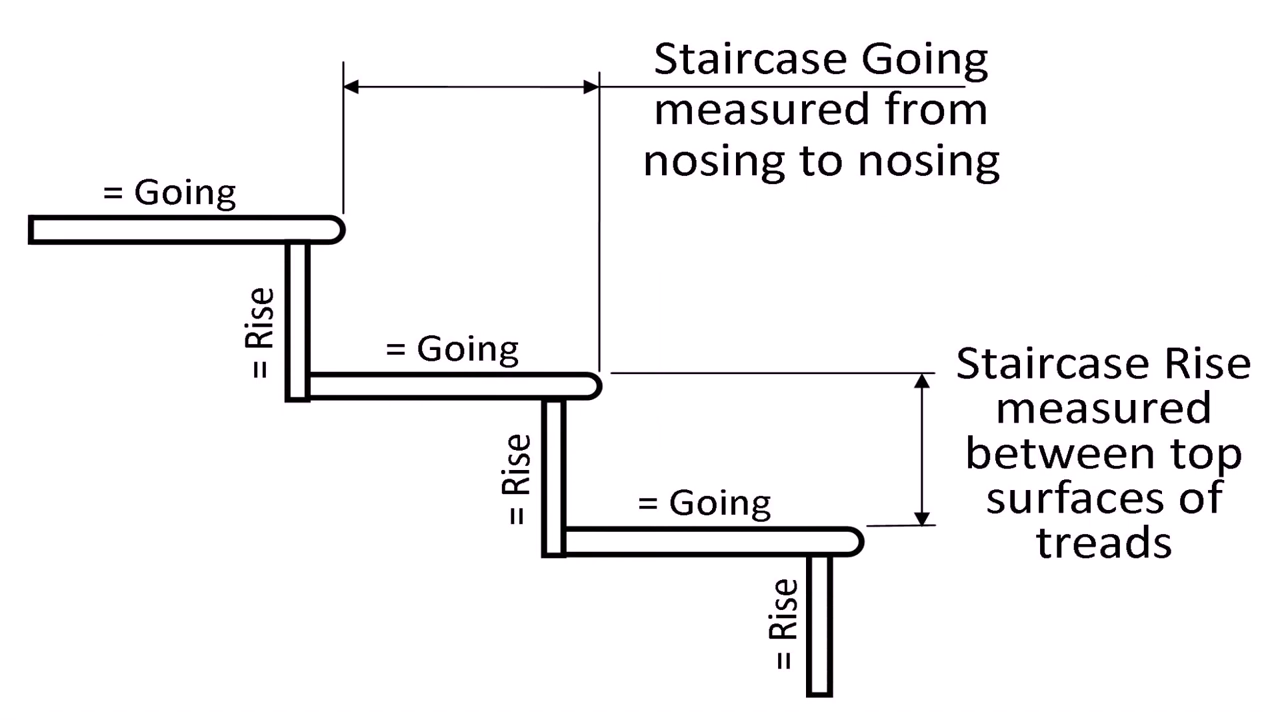 Staircase Going
measured from
nosing to nosing
= Going
= Rise
= Going
Staircase Rise
measured
between top
surfaces of
treads
= Rise
= Going
= Rise